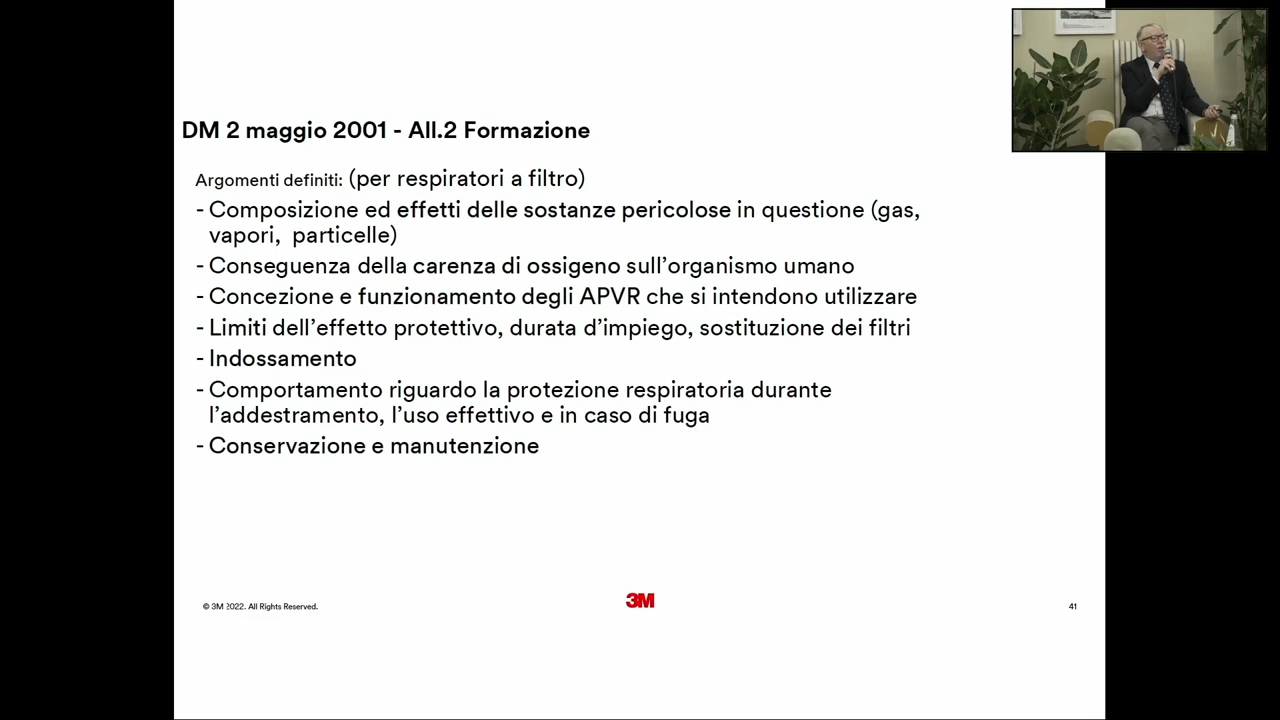 DM 2 maggio 2001 - All.2 Formazione
Argomenti definiti: (per respiratori a filtro)
- Composizione ed effetti delle sostanze pericolose in questione (gas,
vapori, particelle)
- Conseguenza della carenza di ossigeno sull’organismo umano
- Concezione e funzionamento degli APVR che si intendono utilizzare
- Limiti dell’effetto protettivo, durata d’impiego, sostituzione dei filtri
- Indossamento
- Comportamento riguardo la protezione respiratoria durante
l’addestramento, l’uso effettivo e in caso di fuga
- Conservazione e manutenzione
© 3M 2022. All Rights Reserved.
3M
41